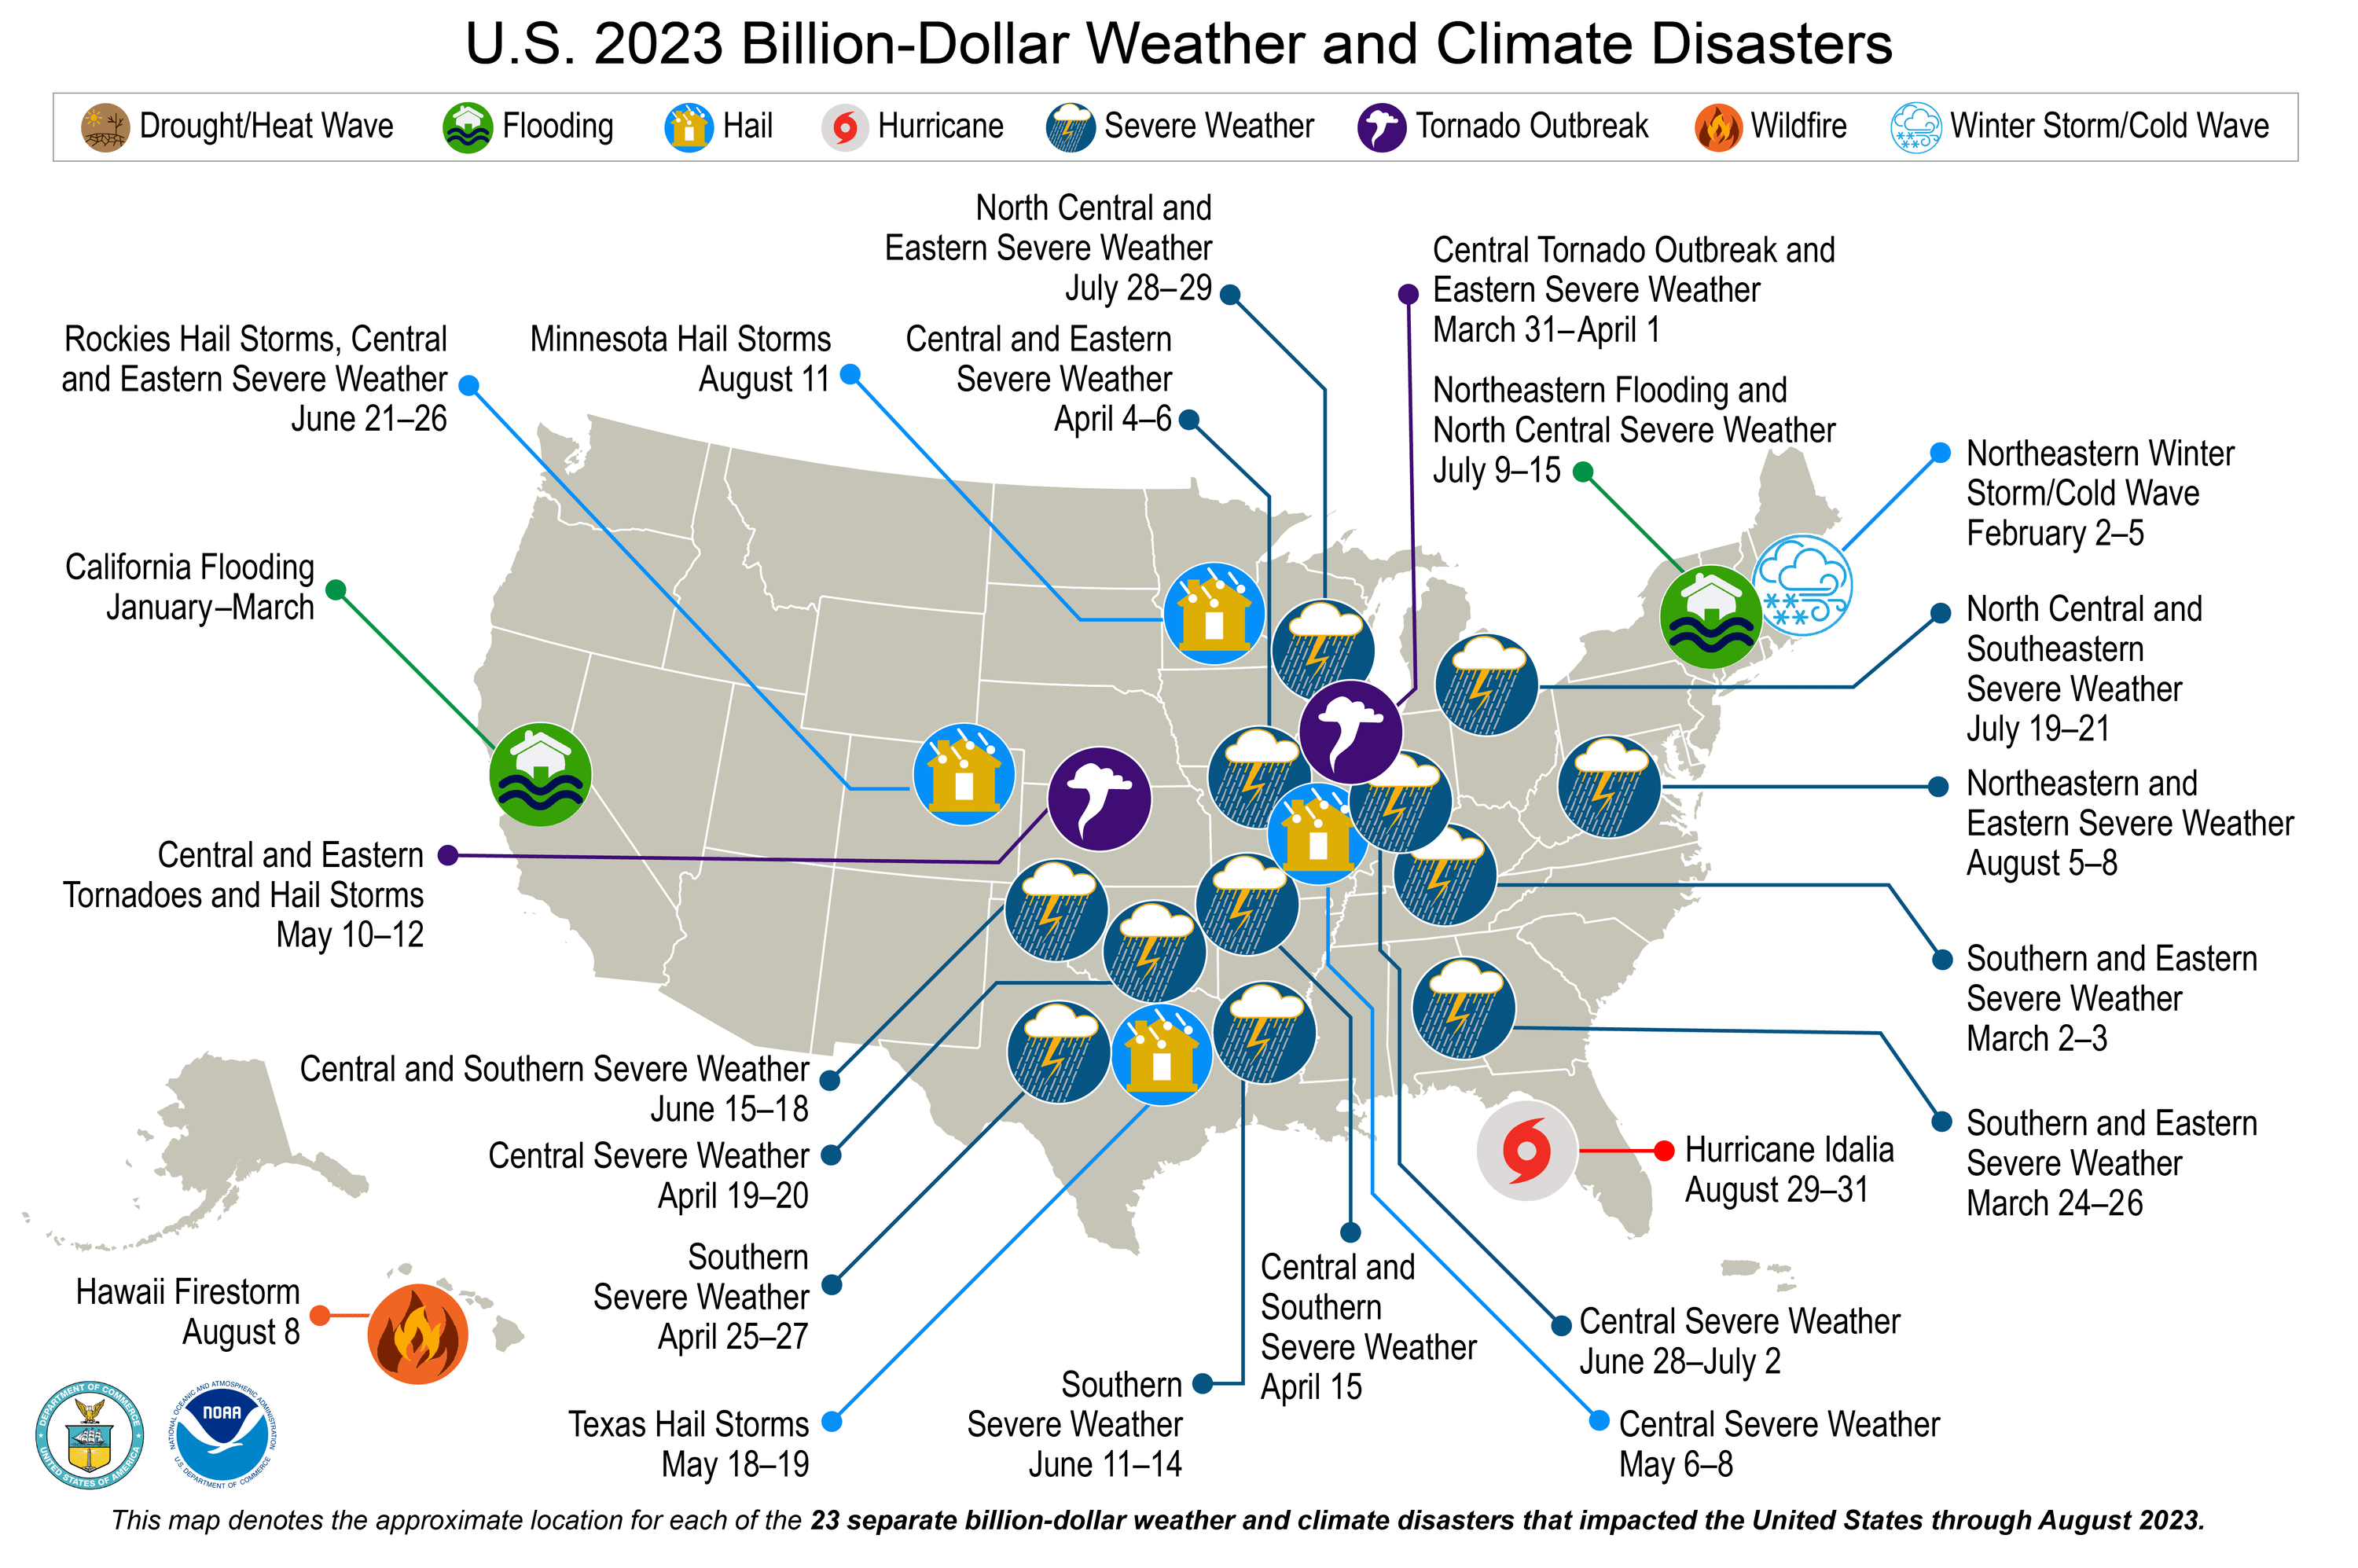 U.S. 2023 Billion-Dollar Weather and Climate Disasters
Drought/Heat Wave
Flooding
Hail
Hurricane
Severe Weather
Tornado Outbreak
Wildfire
Winter Storm/Cold Wave
North Central and
Eastern Severe Weather
July 28–29
Central Tornado Outbreak and
Eastern Severe Weather
March 31–April 1
Rockies Hail Storms, Central
and Eastern Severe Weather
June 21–26
Minnesota Hail Storms
August 11
Central and Eastern
Severe Weather
April 4–6
Northeastern Flooding and
North Central Severe Weather
July 9–15
Northeastern Winter
Storm/Cold Wave
February 2–5
California Flooding
January–March
North Central and
Southeastern
Severe Weather
July 19–21
Northeastern and
Eastern Severe Weather
August 5–8
Central and Eastern
Tornadoes and Hail Storms
May 10–12
Southern and Eastern
Severe Weather
March 2–3
Central and Southern Severe Weather
June 15–18
Southern and Eastern
Severe Weather
March 24–26
Hurricane Idalia
August 29–31
Central Severe Weather
April 19–20
Southern
Severe Weather
April 25–27
Central and
Southern
Severe Weather
April 15
Hawaii Firestorm
August 8
Central Severe Weather
June 28–July 2
Southern
Severe Weather
June 11–14
Texas Hail Storms
May 18–19
Central Severe Weather
May 6–8
DEPARTMENT OF COMMERCE
UNITED STATES OF AMERICA
NATIONAL OCEANIC AND ATMOSPHERIC ADMINISTRATION
NOAA
U.S. DEPARTMENT OF COMMERCE
This map denotes the approximate location for each of the 23 separate billion-dollar weather and climate disasters that impacted the United States through August 2023.